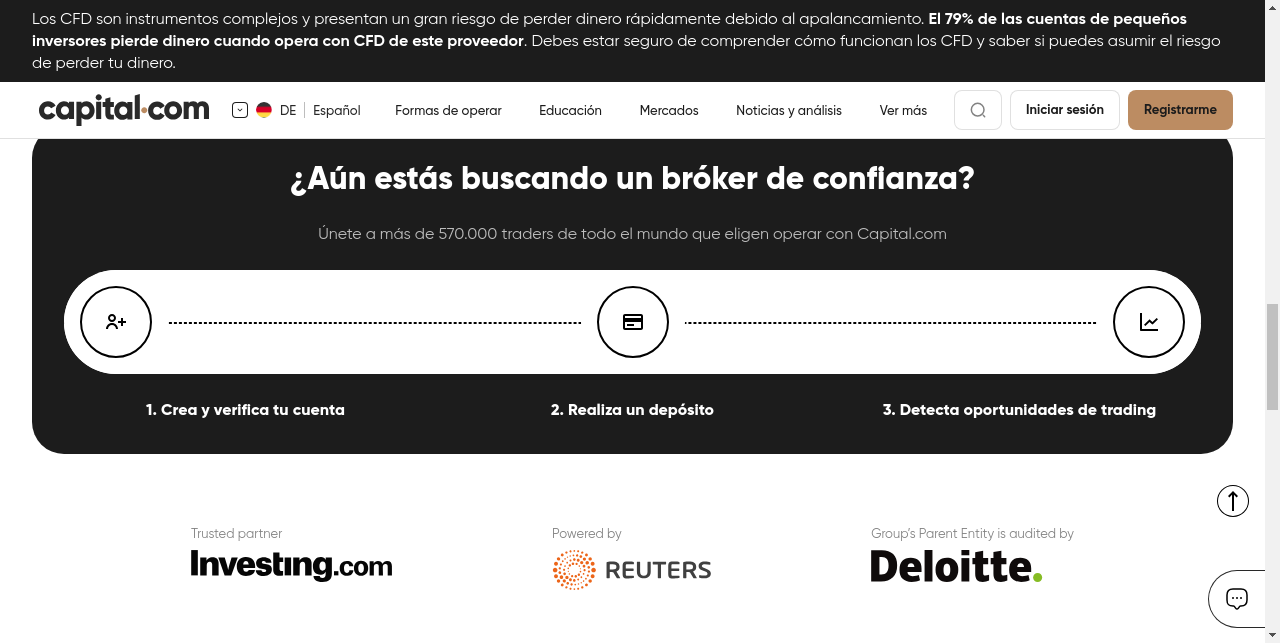 Los CFD son instrumentos complejos y presentan un gran riesgo de perder dinero rápidamente debido al apalancamiento. El 79% de las cuentas de pequeños
inversores pierde dinero cuando opera con CFD de este proveedor. Debes estar seguro de comprender cómo funcionan los CFD y saber si puedes asumir el riesgo
de perder tu dinero.
capital.com
DE
Español
Formas de operar
Educación
Mercados
Noticias y análisis
Ver más
Iniciar sesión
Registrarme
¿Aún estás buscando un bróker de confianza?
Únete a más de 570.000 traders de todo el mundo que eligen operar con Capital.com
1. Crea y verifica tu cuenta
2. Realiza un depósito
3. Detecta oportunidades de trading
Trusted partner
Investing.com
Powered by
REUTERS
Group's Parent Entity is audited by
Deloitte.